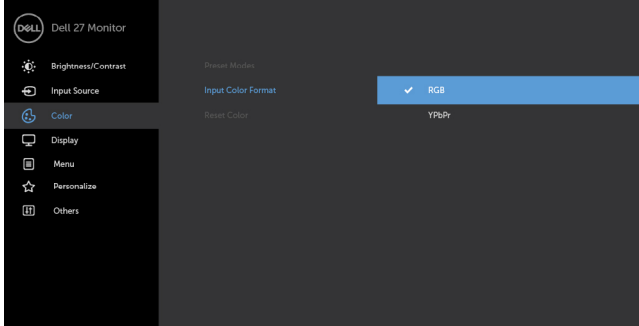 DELL Dell 27 Monitor
Brightness/Contrast Preset Modes
Input Source Input Color Format ✓ RGB
Color Reset Color YPbPr
Display
Menu
Personalize
Others